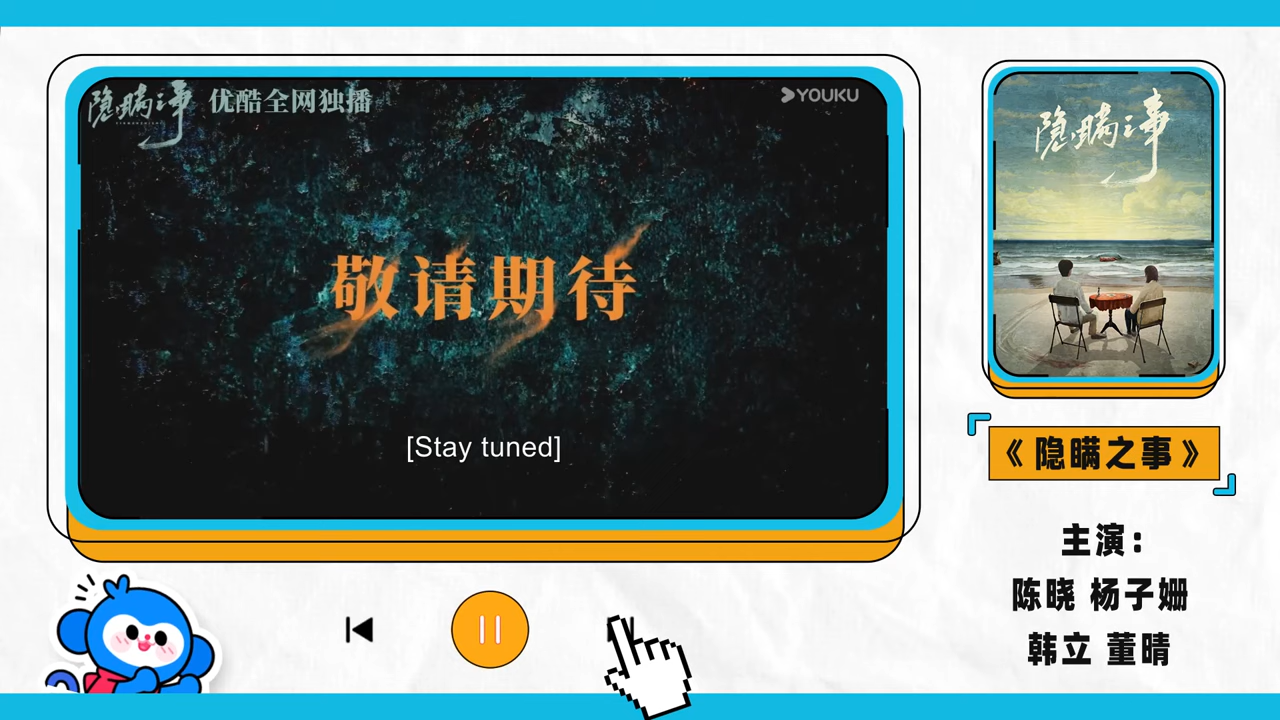 隐瞒之事 优酷全网独播
YOUKU
敬请期待
[Stay tuned]
隐瞒之事
《隐瞒之事》
主演：
陈晓 杨子姗
韩立 董晴